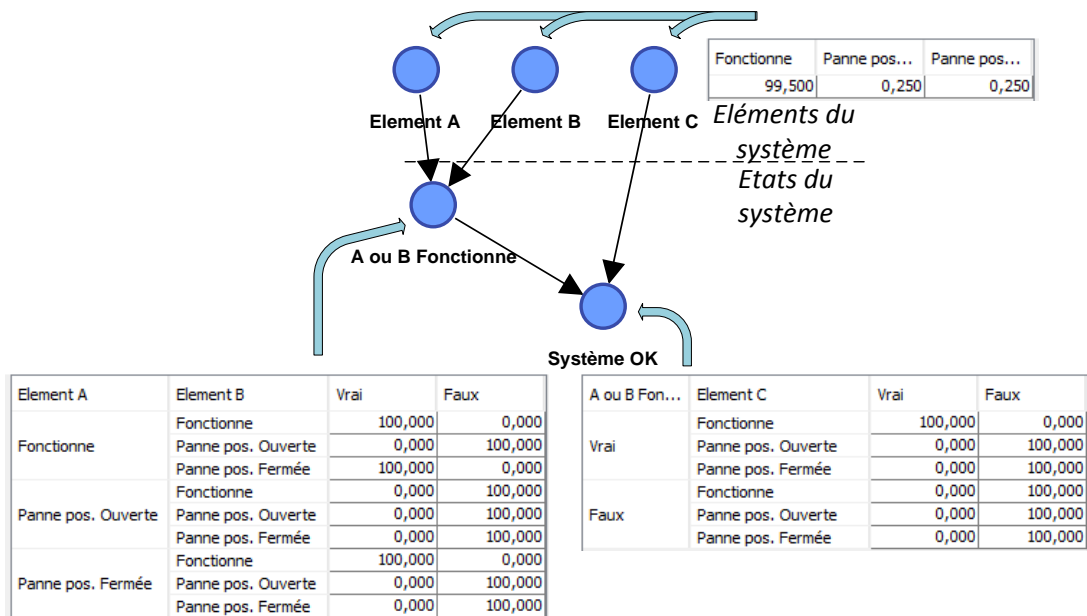 Fonctionne Panne pos... Panne pos...
99,500 0,250 0,250
Element A Element B Element C
Eléments du
système
Etats du
système
A ou B Fonctionne
Système OK
Element A Element B Vrai Faux
Fonctionne Fonctionne 100,000 0,000
Panne pos. Ouverte 0,000 100,000
Panne pos. Fermée 100,000 0,000
Panne pos. Ouverte Fonctionne 0,000 100,000
Panne pos. Ouverte 0,000 100,000
Panne pos. Fermée 0,000 100,000
Panne pos. Fermée Fonctionne 100,000 0,000
Panne pos. Ouverte 0,000 100,000
Panne pos. Fermée 0,000 100,000
A ou B Fon... Element C Vrai Faux
Vrai Fonctionne 100,000 0,000
Panne pos. Ouverte 0,000 100,000
Panne pos. Fermée 0,000 100,000
Faux Fonctionne 0,000 100,000
Panne pos. Ouverte 0,000 100,000
Panne pos. Fermée 0,000 100,000